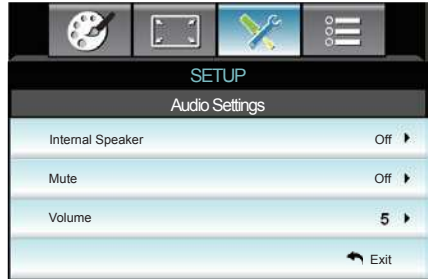 SETUP
Audio Settings
Internal Speaker Off
Mute Off
Volume 5
Exit